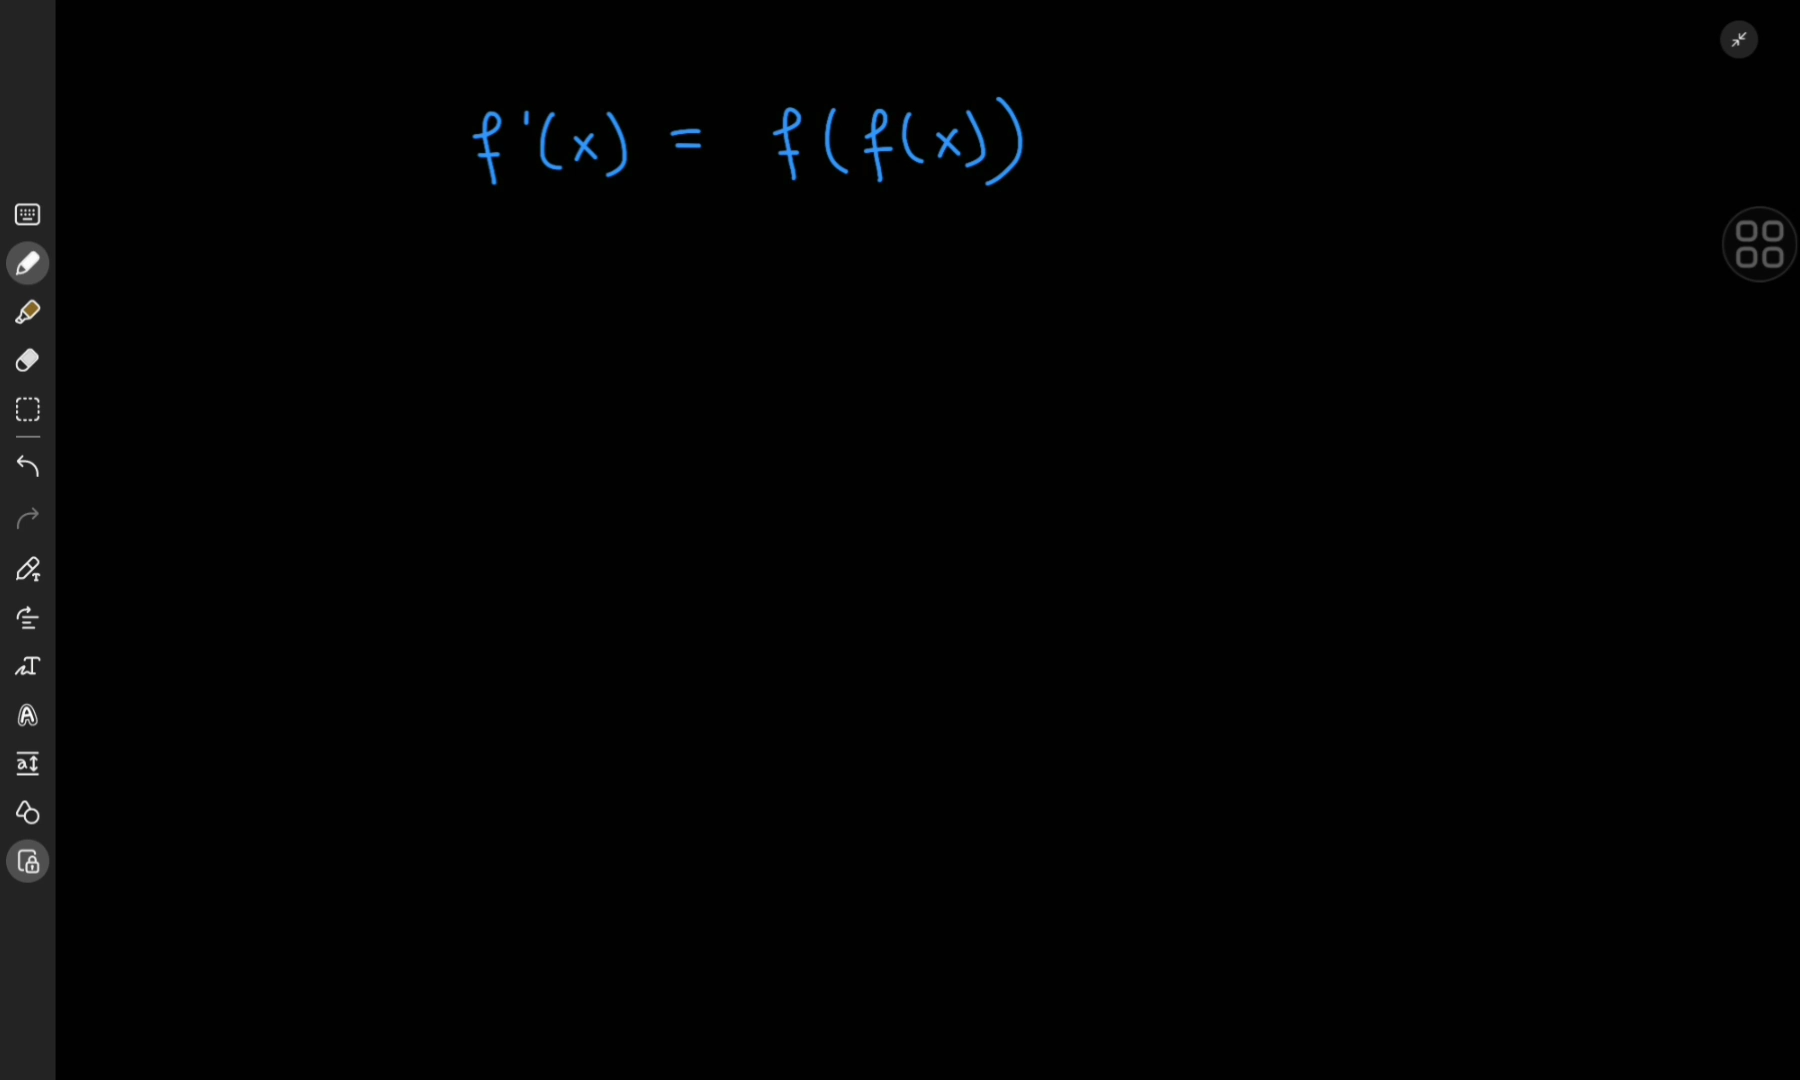 f'(x) = f(f(x))